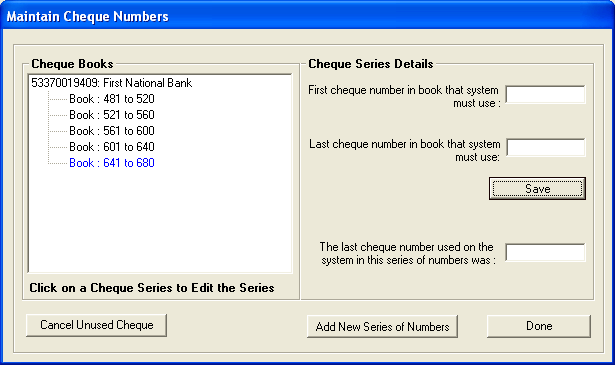 Maintain Cheque Numbers
Cheque Books
53370019409: First National Bank
Book : 481 to 520
Book : 521 to 560
Book : 561 to 600
Book : 601 to 640
Book : 641 to 680
Click on a Cheque Series to Edit the Series
Cheque Series Details
First cheque number in book that system
must use :
Last cheque number in book that system
must use:
Save
The last cheque number used on the
system in this series of numbers was :
Cancel Unused Cheque
Add New Series of Numbers
Done